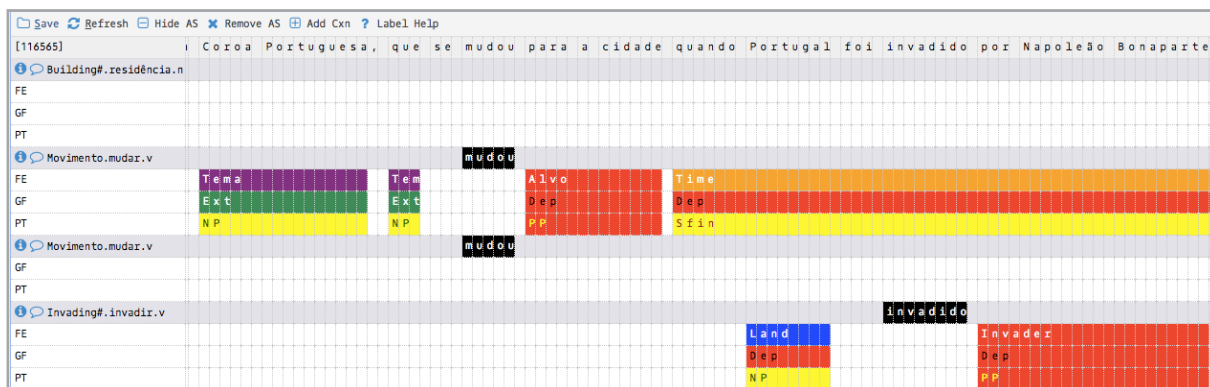 Save Refresh Hide AS Remove AS Add Cxn ? Label Help
[116565] Coroa Portuguesa, que se mudou para a cidade quando Portugal foi invadido por Napoleão Bonaparte
Building#.residência.n
FE
GF
PT
Movimento.mudar.v mudou
FE Tema Tem Alvo Time
GF Ext Ext Dep Dep
PT NP NP PP Sfin
Movimento.mudar.v mudou
GF
PT
Invading#.invadir.v invadido
FE Land Invader
GF Dep Dep
PT NP PP